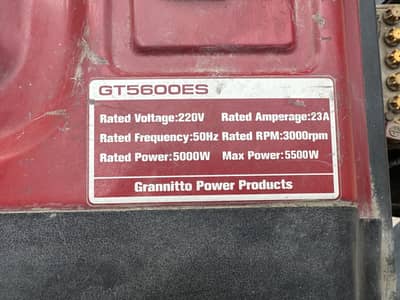 GT5600ES
Rated Voltage:220V Rated Amperage:23A
Rated Frequency:50Hz Rated RPM:3000rpm
Rated Power:5000W Max Power:5500W
Grannitto Power Products